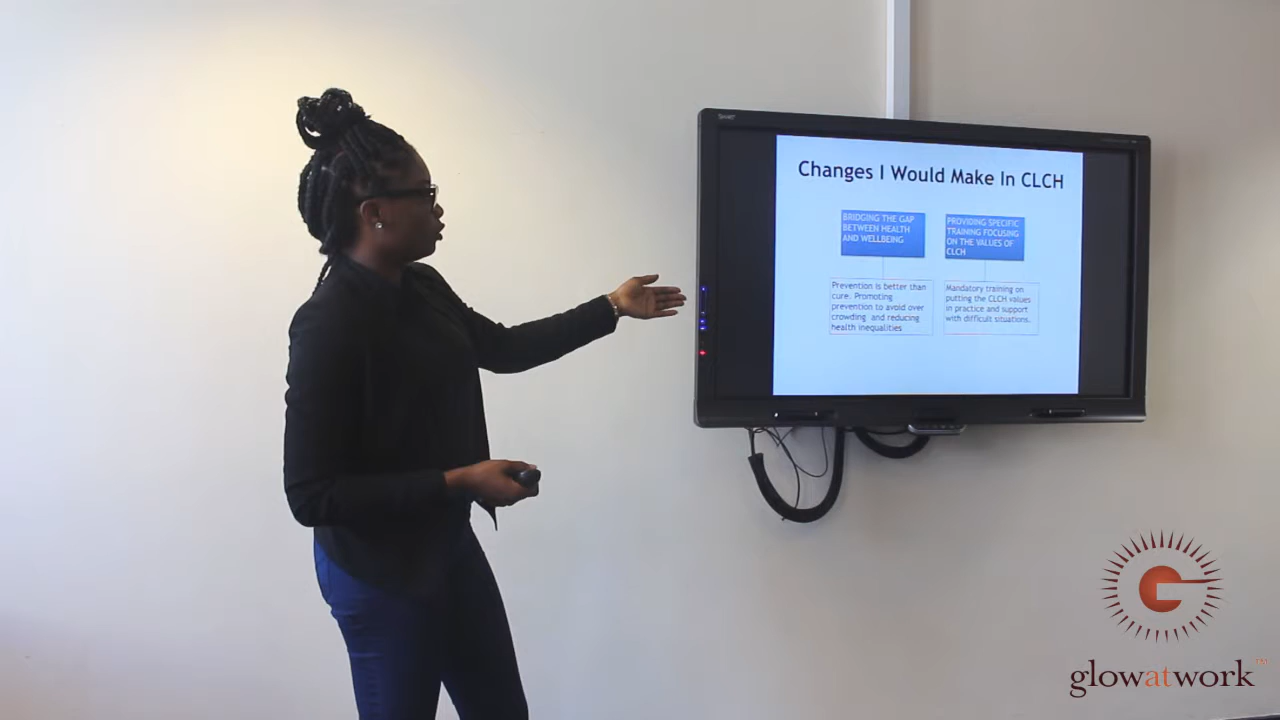 SMART
Changes I Would Make In CLCH
BRIDGING THE GAP
BETWEEN HEALTH
AND WELLBEING
PROVIDING SPECIFIC
TRAINING FOCUSING
ON THE VALUES OF
CLCH
Prevention is better than
cure. Promoting
prevention to avoid over
crowding and reducing
health inequalities
Mandatory training on
putting the CLCH values
in practice and support
with difficult situations.
glowatwork™